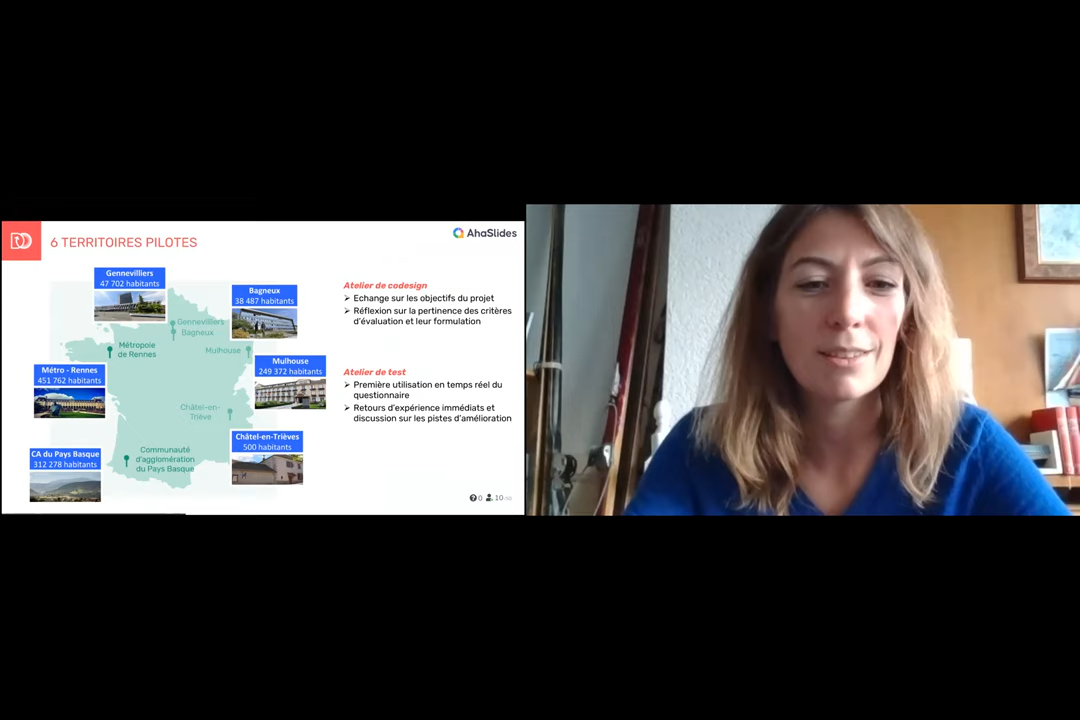 6 TERRITOIRES PILOTES
AhaSlides
Gennevilliers
47 702 habitants
Bagneux
38 487 habitants
Gennevilliers
Bagneux
Métropole
de Rennes
Mulhouse
Métro - Rennes
451 762 habitants
Mulhouse
249 372 habitants
Châtel-en-
Triève
CA du Pays Basque
312 278 habitants
Communauté
d'agglomération
du Pays Basque
Châtel-en-Trièves
500 habitants
Atelier de codesign
➢ Echange sur les objectifs du projet
➢ Réflexion sur la pertinence des critères
d'évaluation et leur formulation
Atelier de test
➢ Première utilisation en temps réel du
questionnaire
➢ Retours d'expérience immédiats et
discussion sur les pistes d'amélioration
0 10